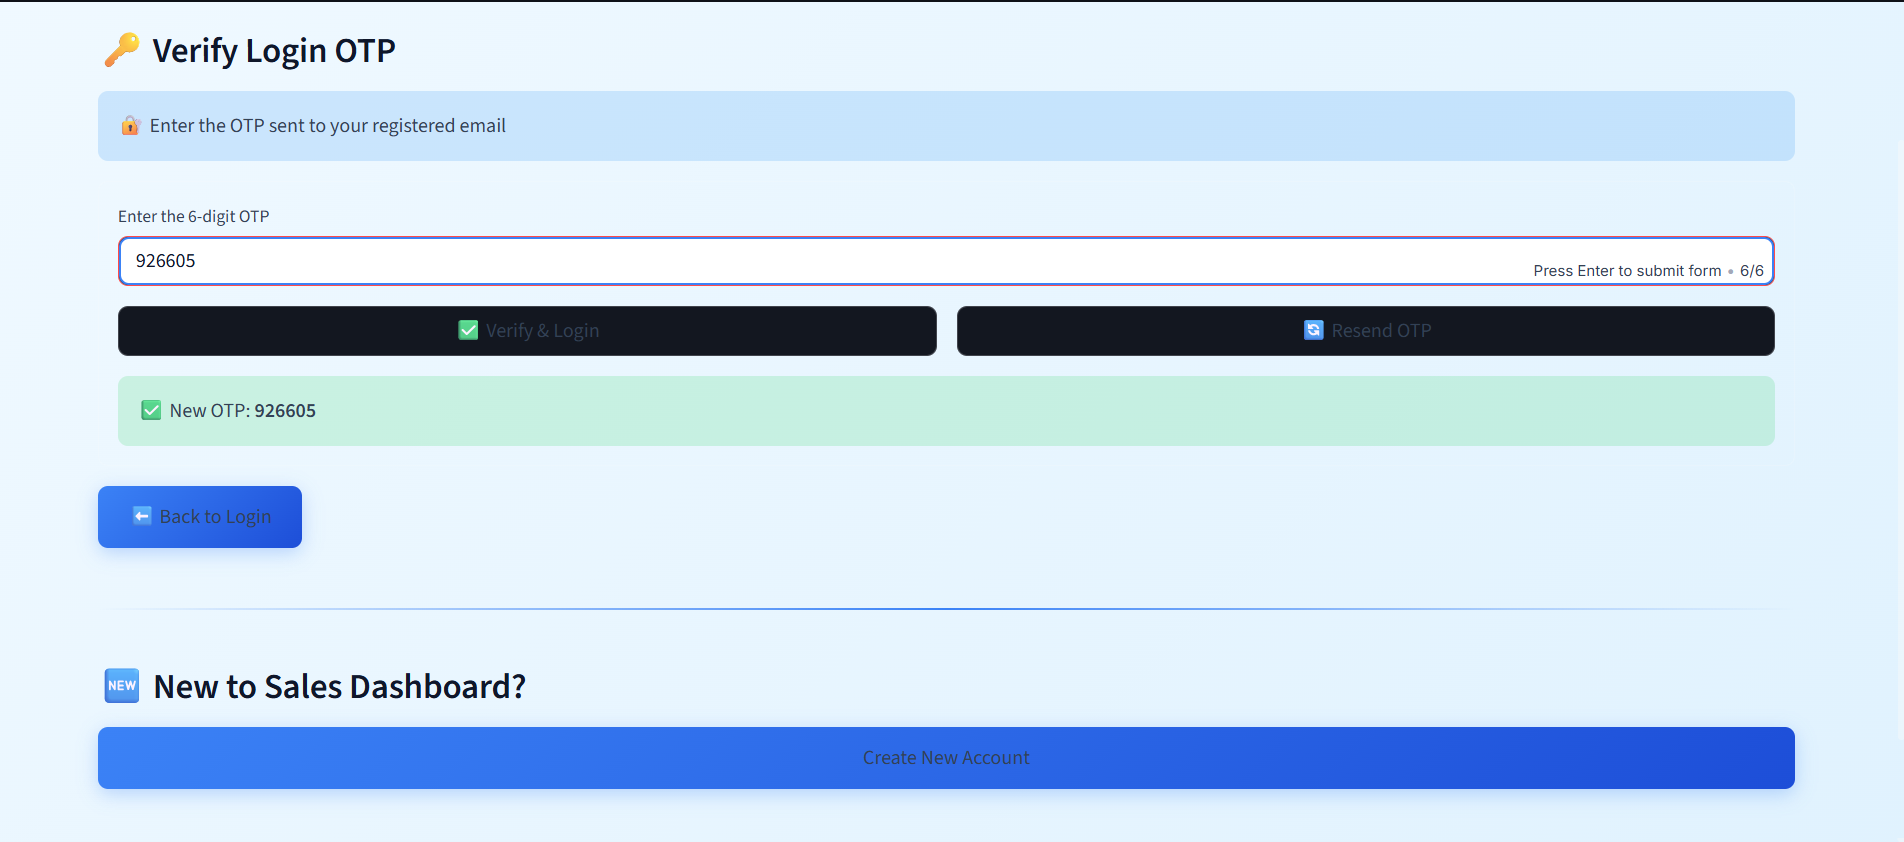 Verify Login OTP
Enter the OTP sent to your registered email
Enter the 6-digit OTP
926605
Press Enter to submit form • 6/6
Verify & Login
Resend OTP
New OTP: 926605
Back to Login
NEW New to Sales Dashboard?
Create New Account